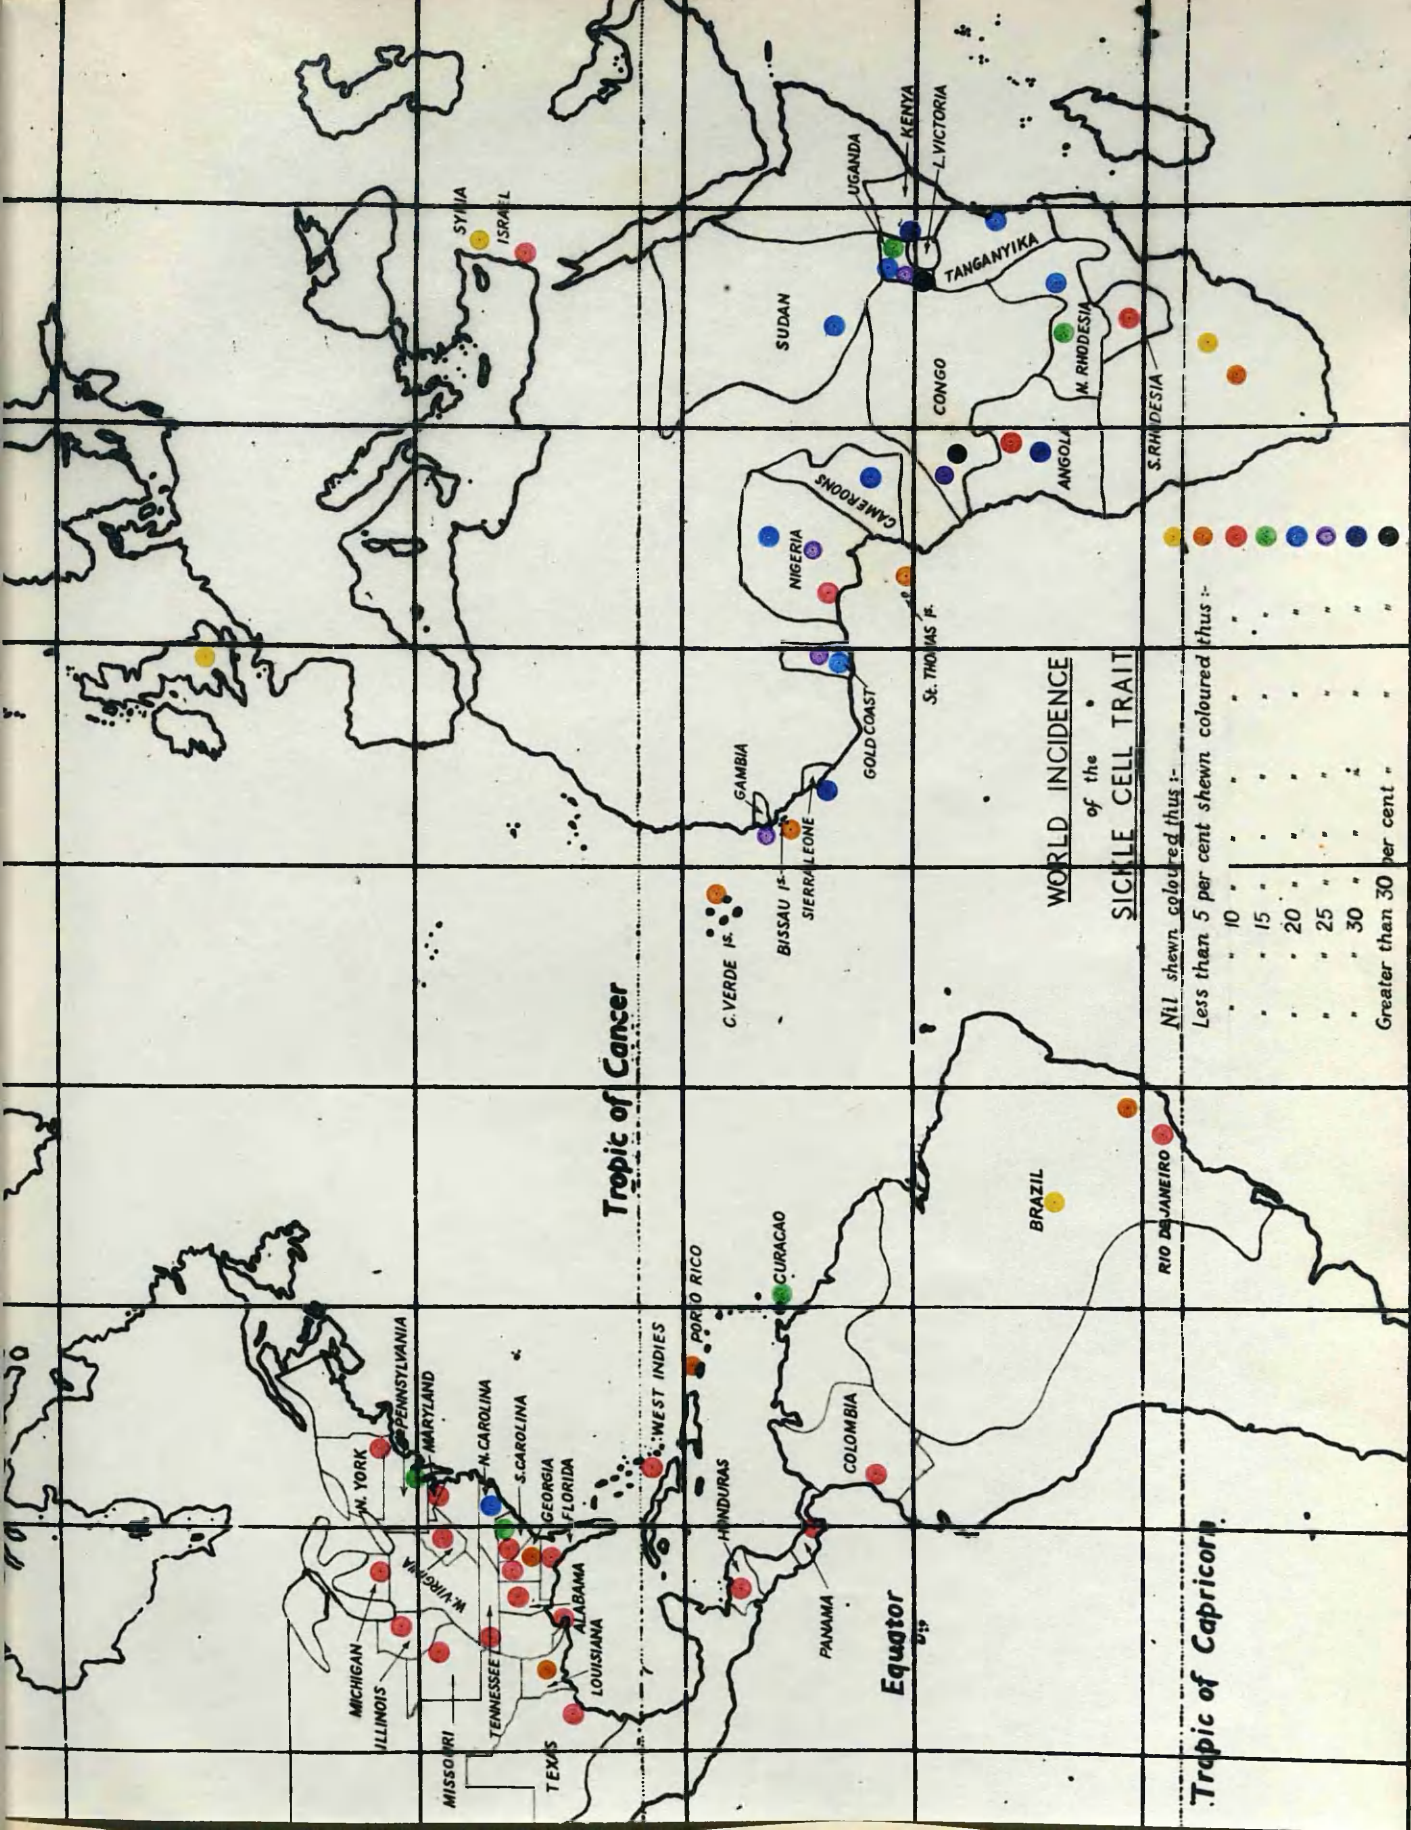 WORLD INCIDENCE
of the
SICKLE CELL TRAIT
Nil shewn coloured thus :-
Less than 5 per cent shewn coloured thus :-
" " 10 " " " " "
" " 15 " " " " "
" " 20 " " " " "
" " 25 " " " " "
" " 30 " " " " "
Greater than 30 per cent " " "
Tropic of Cancer
Equator
Tropic of Capricorn
MICHIGAN
ILLINOIS
MISSOURI
TENNESSEE
TEXAS
LOUISIANA
ALABAMA
W. VIRGINIA
N. YORK
PENNSYLVANIA
MARYLAND
N. CAROLINA
S. CAROLINA
GEORGIA
FLORIDA
WEST INDIES
PORTO RICO
HONDURAS
PANAMA
CURACAO
COLOMBIA
BRAZIL
RIO DE JANEIRO
C. VERDE IS.
GAMBIA
BISSAU IS.
SIERRA LEONE
GOLD COAST
NIGERIA
CAMEROONS
St. THOMAS IS.
SYRIA
ISRAEL
SUDAN
UGANDA
KENYA
L. VICTORIA
TANGANYIKA
CONGO
ANGOLA
N. RHODESIA
S. RHODESIA